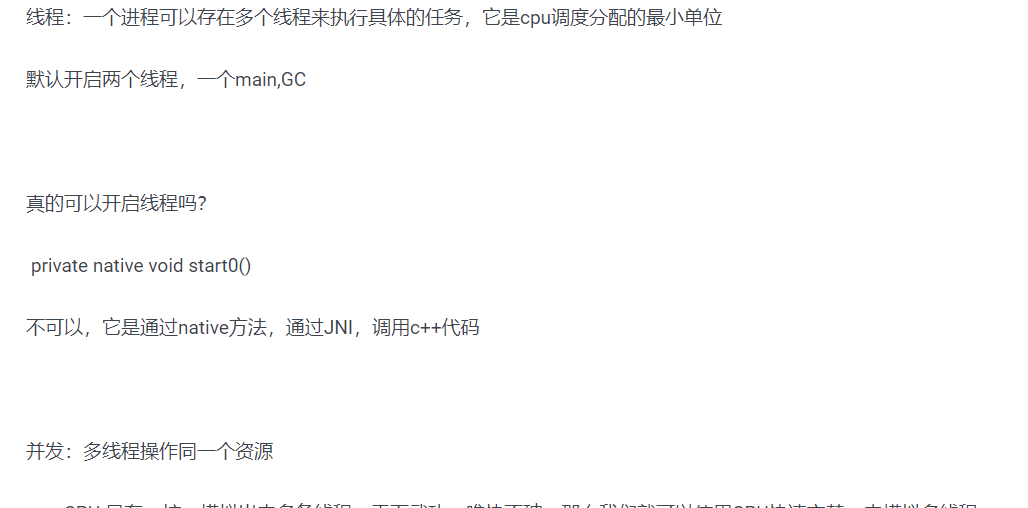 线程：一个进程可以存在多个线程来执行具体的任务，它是cpu调度分配的最小单位
默认开启两个线程，一个main,GC
真的可以开启线程吗？
private native void start0()
不可以，它是通过native方法，通过JNI，调用c++代码
并发：多线程操作同一个资源